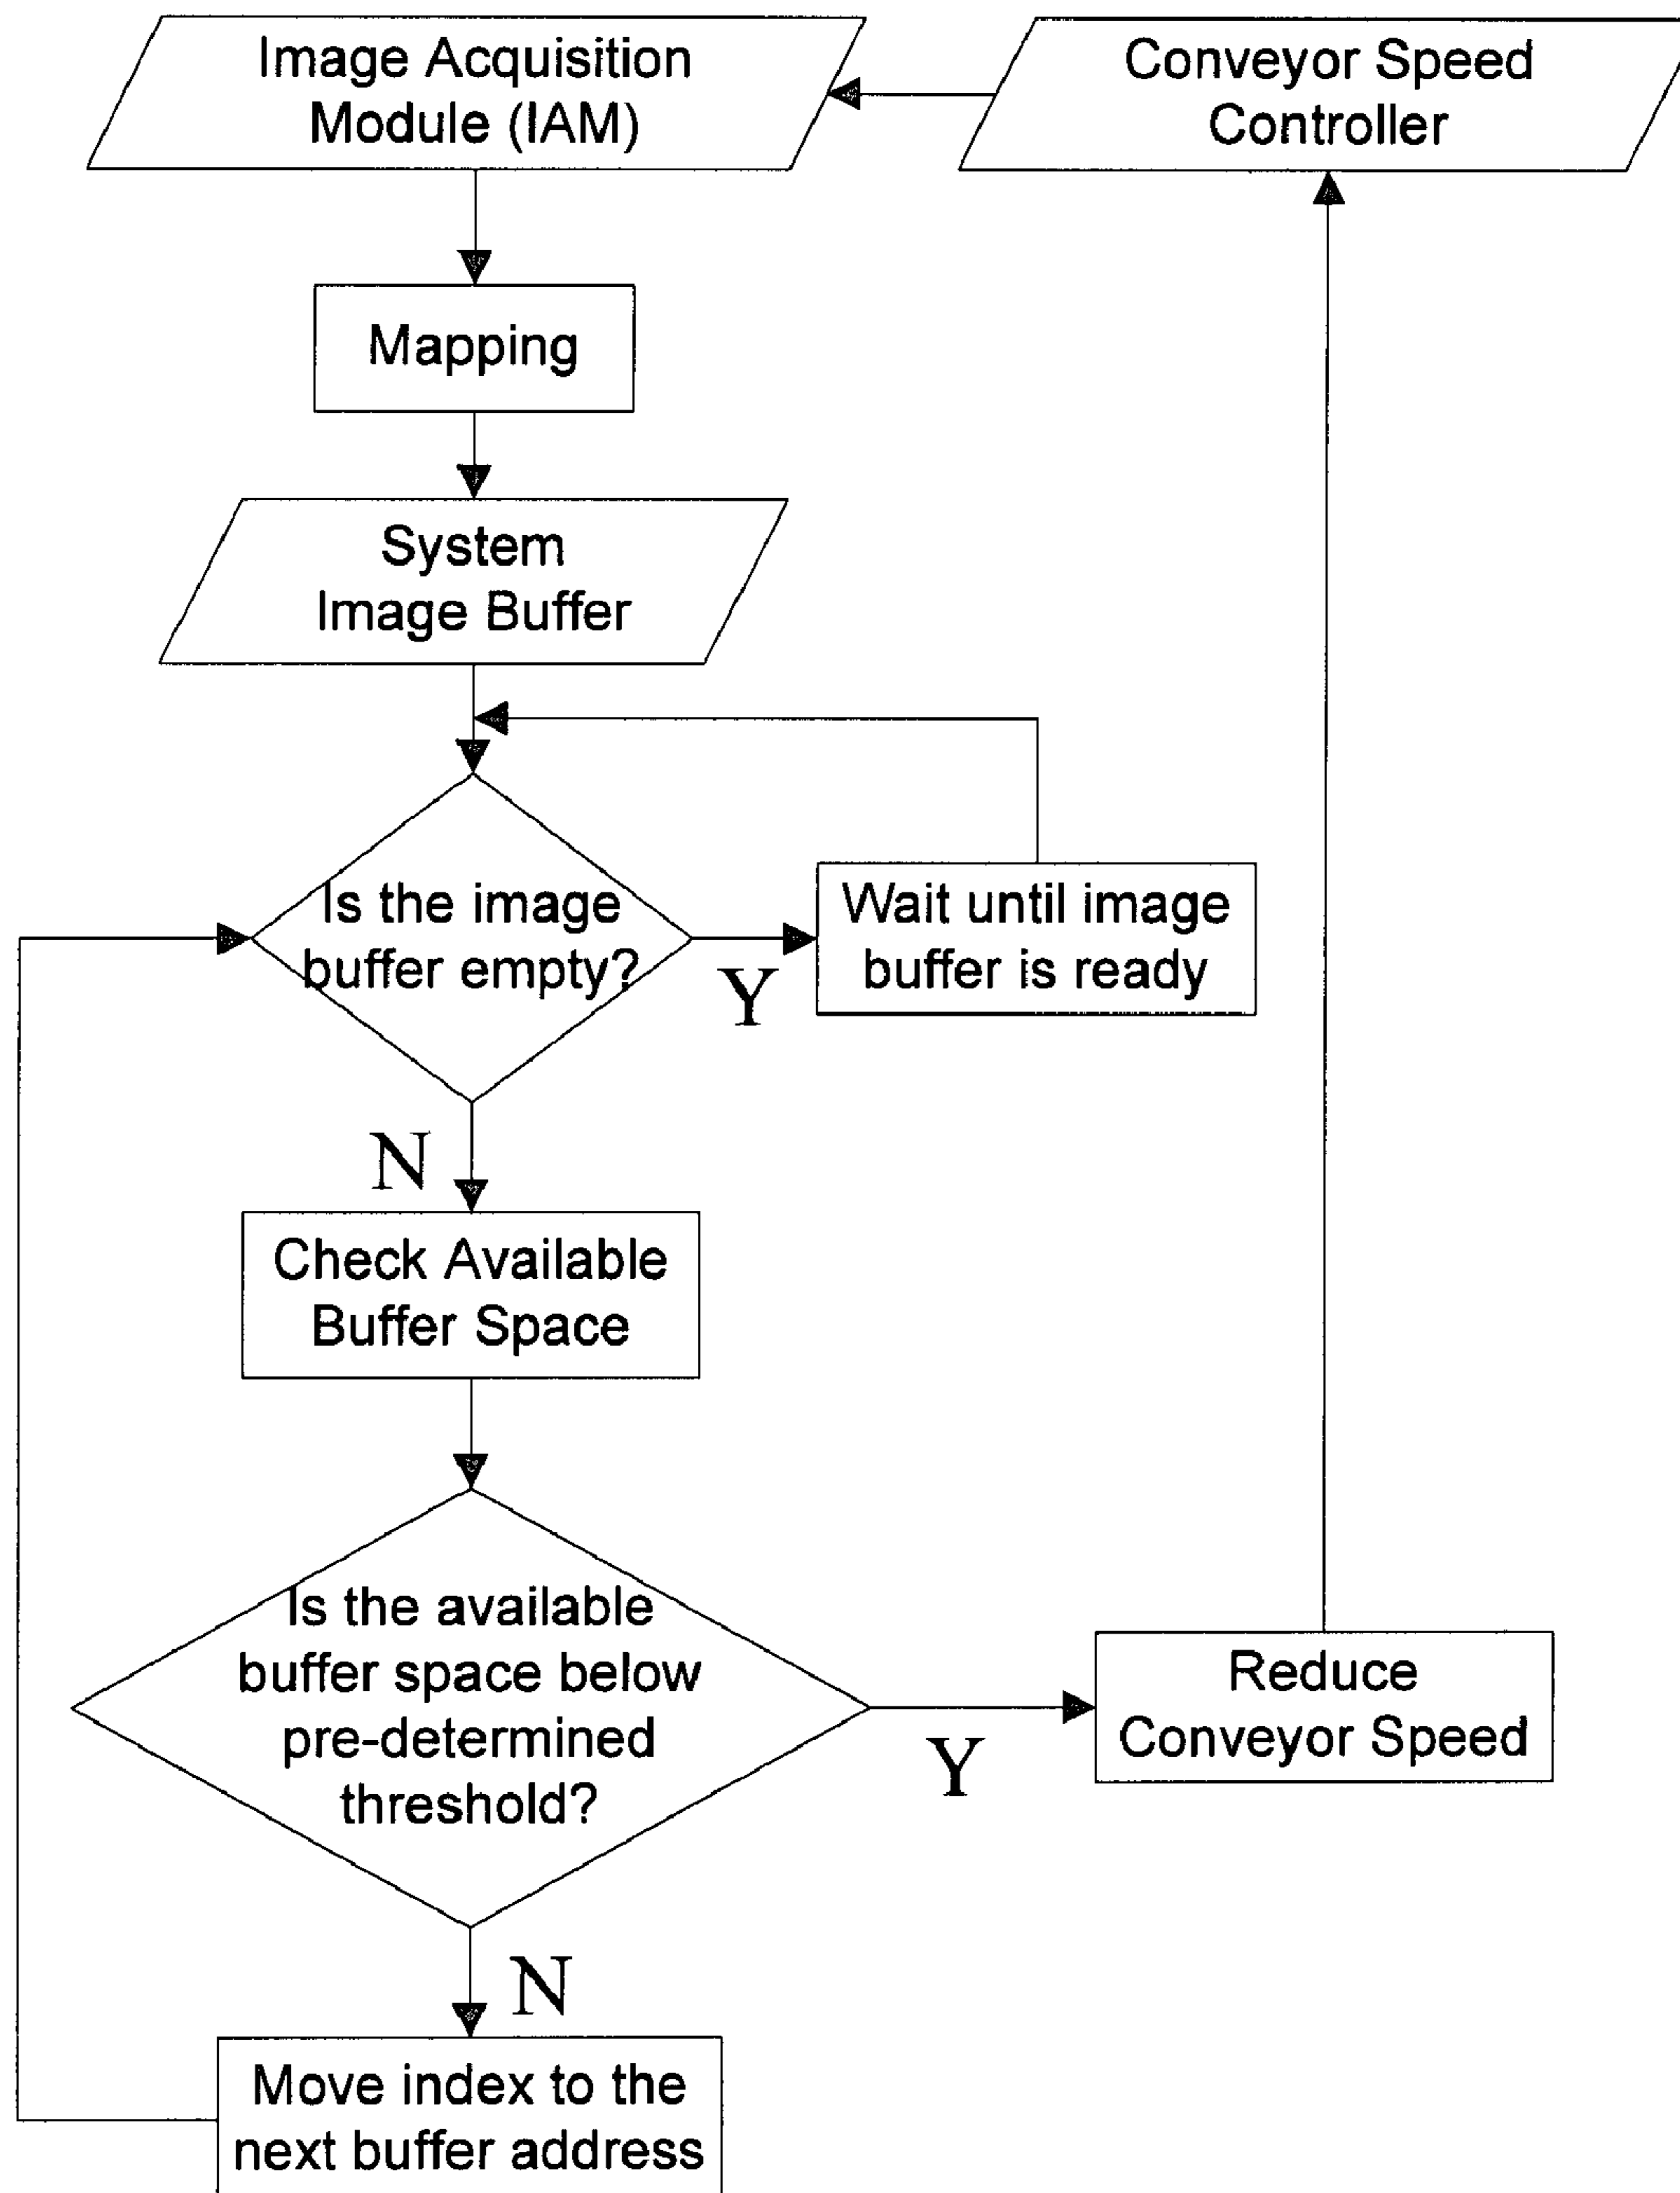 Image Acquisition
Module (IAM)
Conveyor Speed
Controller
Mapping
System
Image Buffer
Is the image
buffer empty?
Y
Wait until image
buffer is ready
N
Check Available
Buffer Space
Is the available
buffer space below
pre-determined
threshold?
Y
Reduce
Conveyor Speed
N
Move index to the
next buffer address